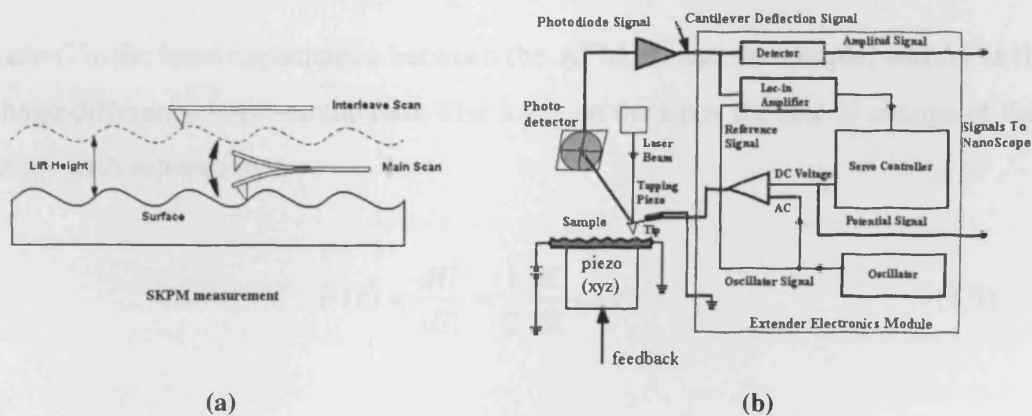 Interleave Scan
Lift Height
Main Scan
Surface
SKPM measurement
(a)
Photodiode Signal
Cantilever Deflection Signal
Amplitud Signal
Detector
Loc-in
Amplifier
Photo-
detector
Reference
Signal
Signals To
NanoScope
Laser
Beam
Servo Controller
DC Voltage
Tapping
Piezo
AC
Sample
Tip
Potential Signal
piezo
(xyz)
Oscillator Signal
Oscillator
Extender Electronics Module
feedback
(b)